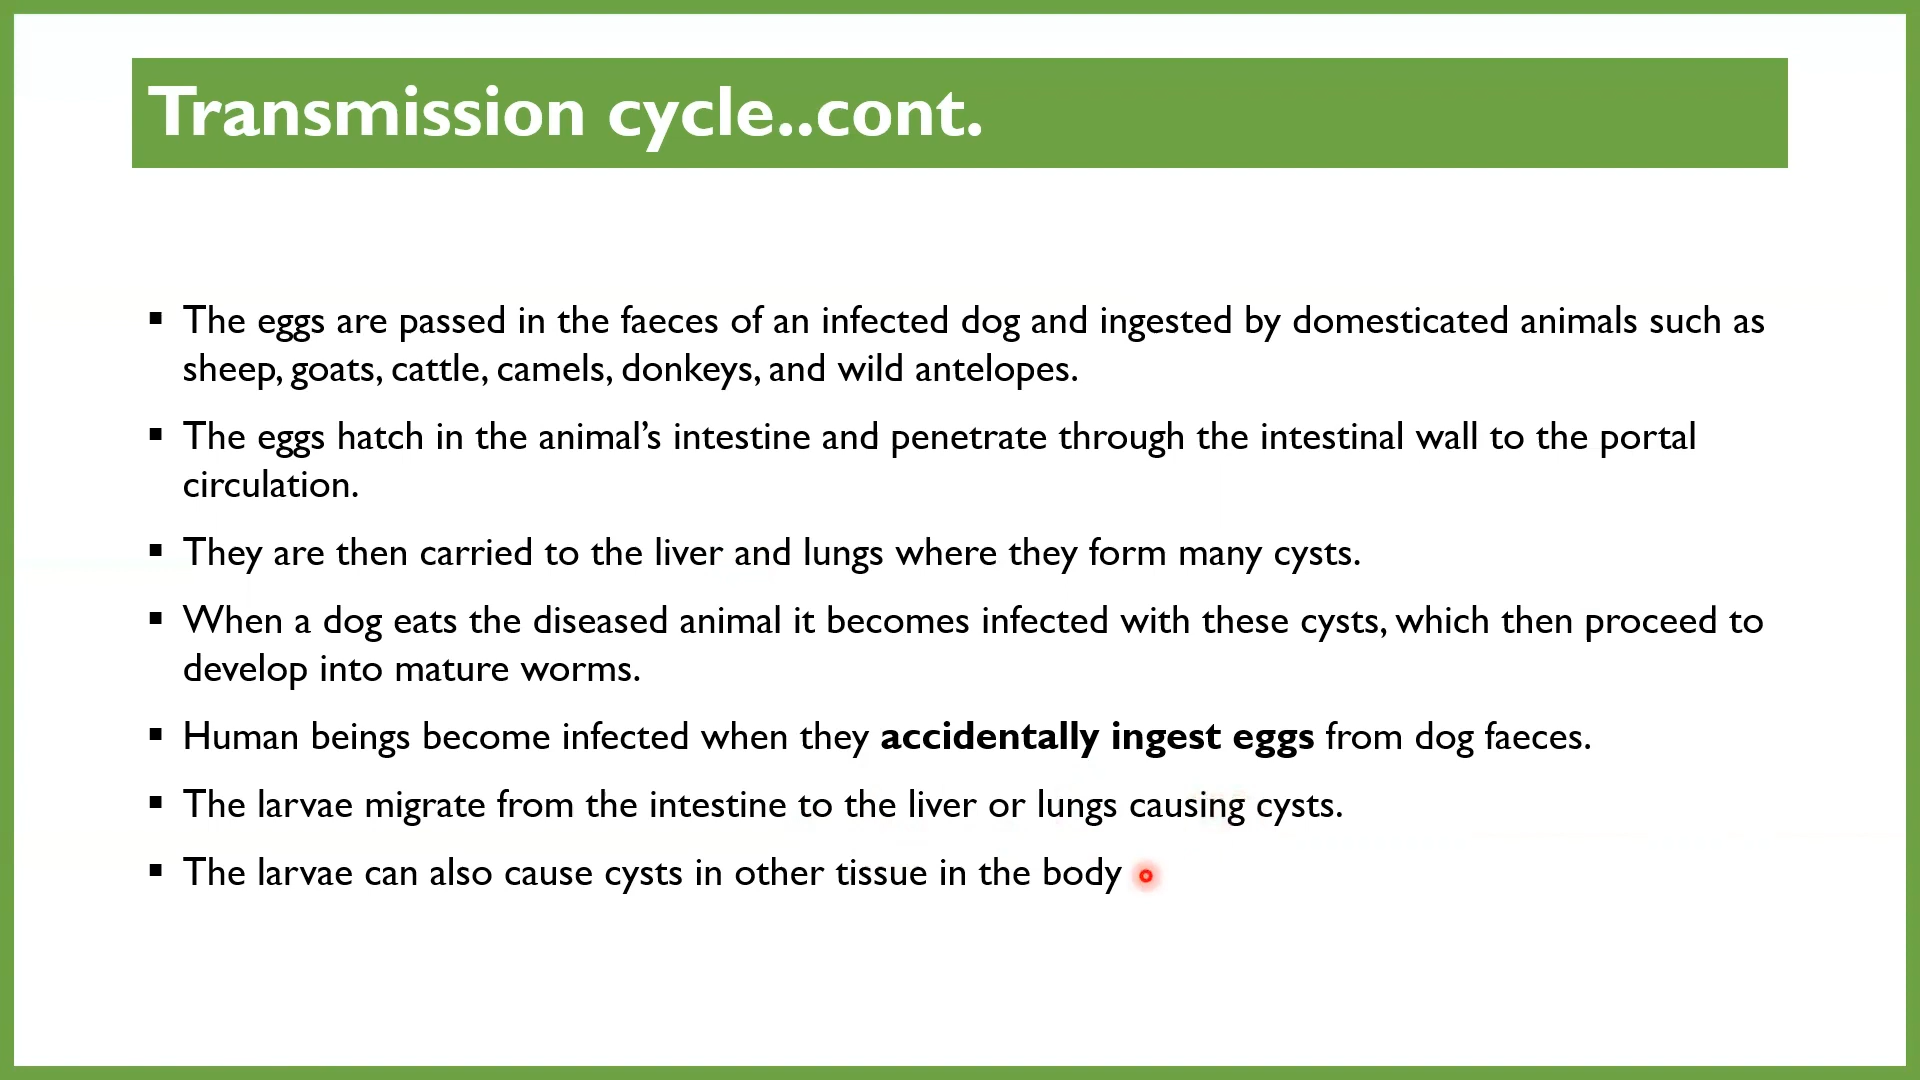 Transmission cycle..cont.
▪ The eggs are passed in the faeces of an infected dog and ingested by domesticated animals such as
sheep, goats, cattle, camels, donkeys, and wild antelopes.
▪ The eggs hatch in the animal’s intestine and penetrate through the intestinal wall to the portal
circulation.
▪ They are then carried to the liver and lungs where they form many cysts.
▪ When a dog eats the diseased animal it becomes infected with these cysts, which then proceed to
develop into mature worms.
▪ Human beings become infected when they accidentally ingest eggs from dog faeces.
▪ The larvae migrate from the intestine to the liver or lungs causing cysts.
▪ The larvae can also cause cysts in other tissue in the body